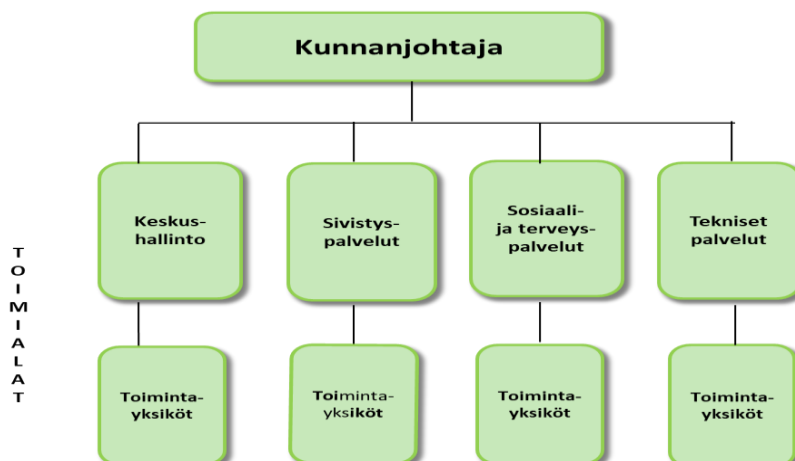 Kunnanjohtaja
Keskus-
hallinto
Sivistys-
palvelut
Sosiaali-
ja terveys-
palvelut
Tekniset
palvelut
TOIMIALAT
Toiminta-
yksiköt
Toiminta-
yksiköt
Toiminta-
yksiköt
Toiminta-
yksiköt